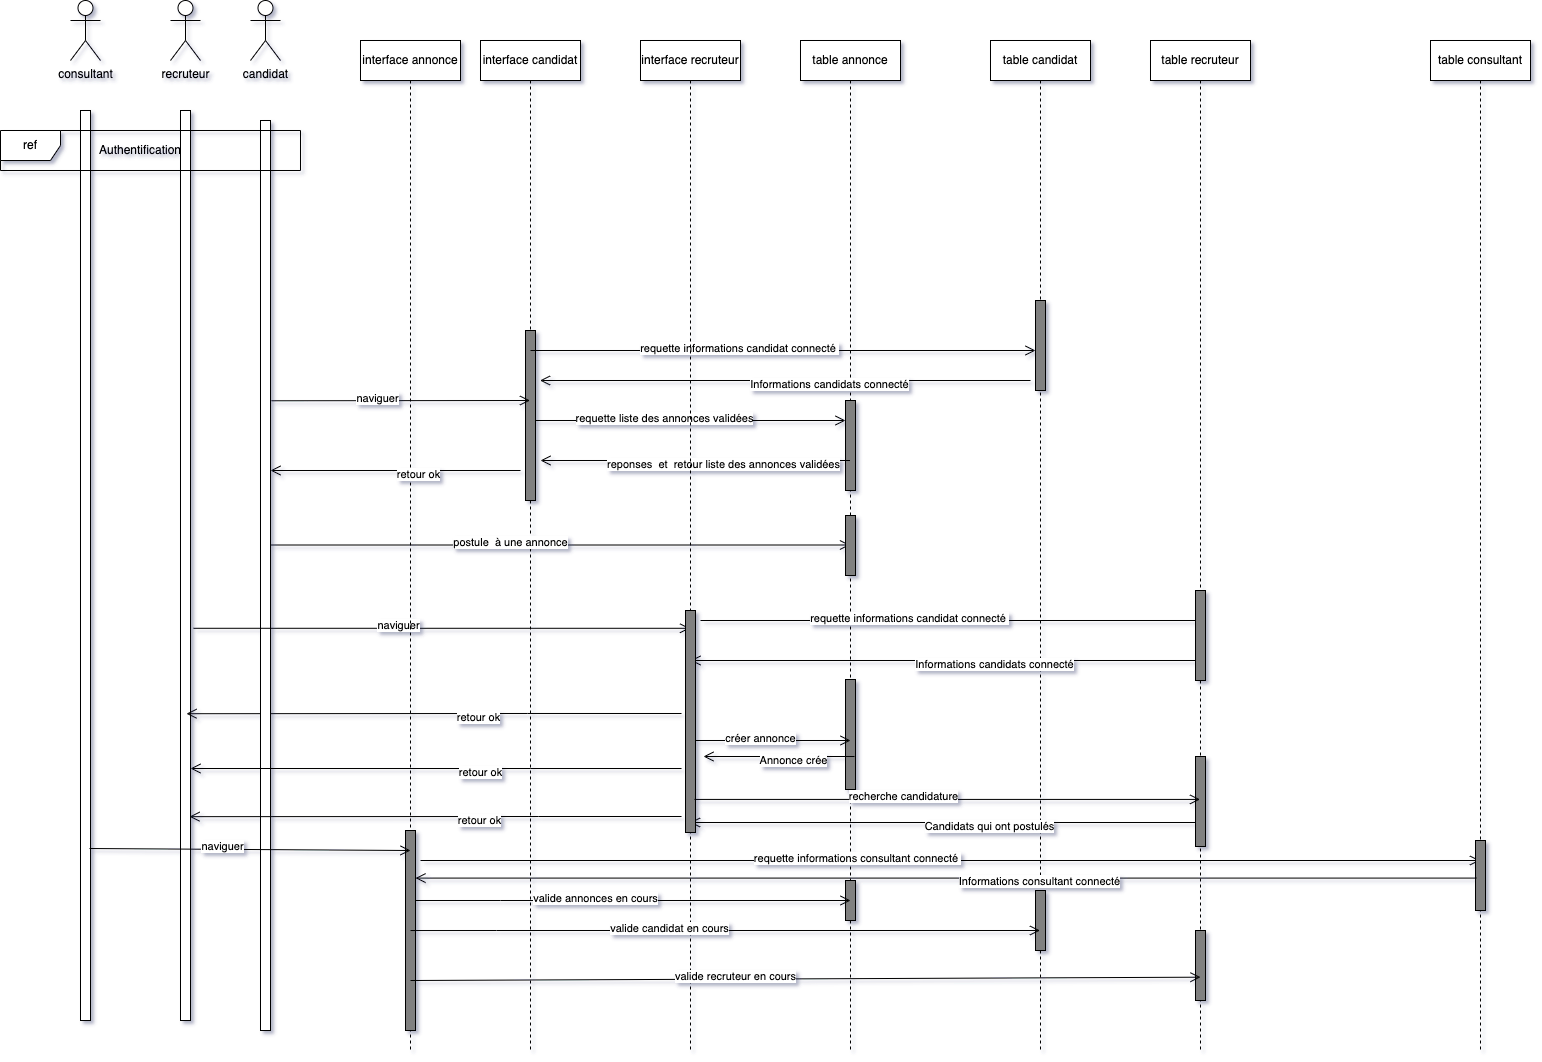 consultant
recruteur
candidat
interface annonce
interface candidat
interface recruteur
table annonce
table candidat
table recruteur
table consultant
ref
Authentification
requette informations candidat connecté
Informations candidats connecté
naviguer
requette liste des annonces validées
reponses et retour liste des annonces validées
retour ok
postule à une annonce
requette informations candidat connecté
naviguer
Informations candidats connecté
retour ok
créer annonce
Annonce crée
retour ok
recherche candidature
retour ok
Candidats qui ont postulés
naviguer
requette informations consultant connecté
Informations consultant connecté
valide annonces en cours
valide candidat en cours
valide recruteur en cours